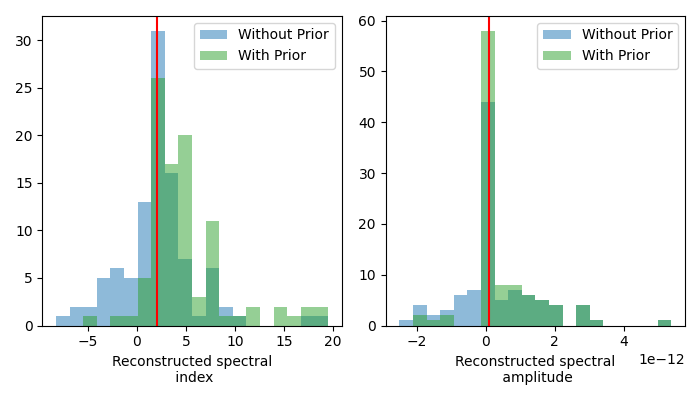 Without Prior
With Prior
30
25
20
15
10
5
0
−5
0
5
10
15
20
Reconstructed spectral
index
Without Prior
With Prior
60
50
40
30
20
10
0
−2
0
2
4
1e−12
Reconstructed spectral
amplitude